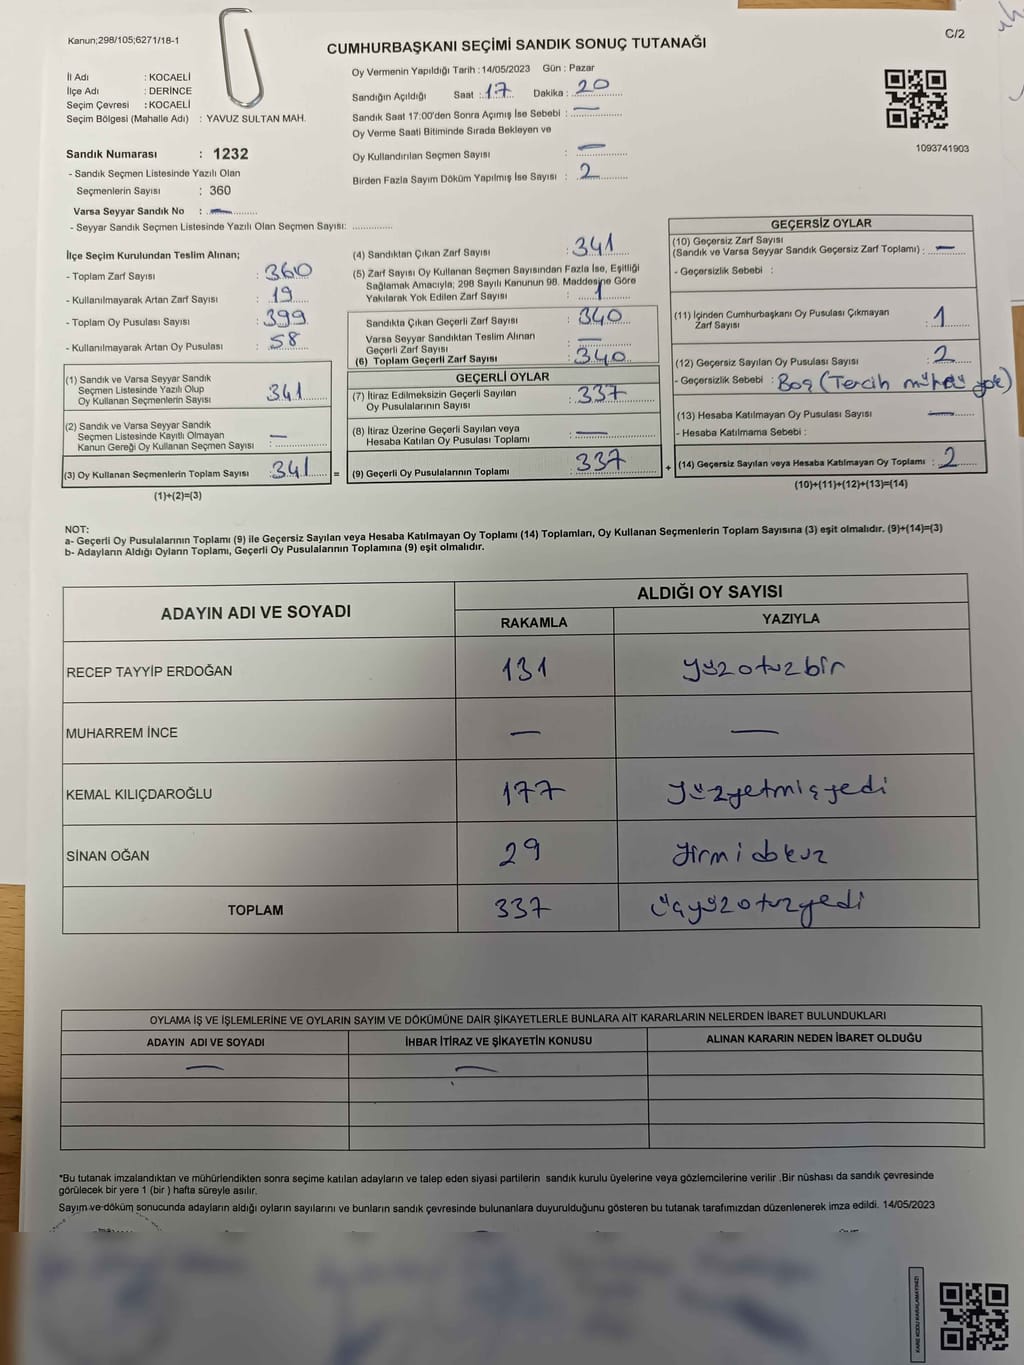 Kanun;298/105;6271/18-1
C/2
CUMHURBAŞKANI SEÇİMİ SANDIK SONUÇ TUTANAĞI
İl Adı : KOCAELİ
İlçe Adı : DERİNCE
Seçim Çevresi : KOCAELİ
Seçim Bölgesi (Mahalle Adı) : YAVUZ SULTAN MAH.
Sandık Numarası : 1232
- Sandık Seçmen Listesinde Yazılı Olan
Seçmenlerin Sayısı : 360
Varsa Seyyar Sandık No : —
- Seyyar Sandık Seçmen Listesinde Yazılı Olan Seçmen Sayısı: ..............
Oy Vermenin Yapıldığı Tarih : 14/05/2023 Gün : Pazar
Sandığın Açıldığı Saat : 17 Dakika : 20
Sandık Saat 17:00'den Sonra Açımış İse Sebebi : —
Oy Verme Saati Bitiminde Sırada Bekleyen ve
Oy Kullandırılan Seçmen Sayısı : —
Birden Fazla Sayım Döküm Yapılmış İse Sayısı : 2
1093741903
İlçe Seçim Kurulundan Teslim Alınan;
- Toplam Zarf Sayısı : 360
- Kullanılmayarak Artan Zarf Sayısı : 19
- Toplam Oy Pusulası Sayısı : 399
- Kullanılmayarak Artan Oy Pusulası : 58
(1) Sandık ve Varsa Seyyar Sandık
Seçmen Listesinde Yazılı Olup
Oy Kullanan Seçmenlerin Sayısı : 341
(2) Sandık ve Varsa Seyyar Sandık
Seçmen Listesinde Kayıtlı Olmayan
Kanun Gereği Oy Kullanan Seçmen Sayısı : —
(3) Oy Kullanan Seçmenlerin Toplam Sayısı : 341 =
(1)+(2)=(3)
(4) Sandıktan Çıkan Zarf Sayısı : 341
(5) Zarf Sayısı Oy Kullanan Seçmen Sayısından Fazla İse, Eşitliği
Sağlamak Amacıyla; 298 Sayılı Kanunun 98. Maddesine Göre
Yakılarak Yok Edilen Zarf Sayısı : 1
Sandıkta Çıkan Geçerli Zarf Sayısı : 340
Varsa Seyyar Sandıktan Teslim Alınan
Geçerli Zarf Sayısı : —
(6) Toplam Geçerli Zarf Sayısı : 340
GEÇERLİ OYLAR
(7) İtiraz Edilmeksizin Geçerli Sayılan
Oy Pusulalarının Sayısı : 337
(8) İtiraz Üzerine Geçerli Sayılan veya
Hesaba Katılan Oy Pusulası Toplamı : —
(9) Geçerli Oy Pusulalarının Toplamı : 337 +
GEÇERSİZ OYLAR
(10) Geçersiz Zarf Sayısı
(Sandık ve Varsa Seyyar Sandık Geçersiz Zarf Toplamı) : —
- Geçersizlik Sebebi :
(11) İçinden Cumhurbaşkanı Oy Pusulası Çıkmayan
Zarf Sayısı : 1
(12) Geçersiz Sayılan Oy Pusulası Sayısı : 2
- Geçersizlik Sebebi : Boş (Tercih mühürü yok)
(13) Hesaba Katılmayan Oy Pusulası Sayısı : —
- Hesaba Katılmama Sebebi :
(14) Geçersiz Sayılan veya Hesaba Katılmayan Oy Toplamı : 2
(10)+(11)+(12)+(13)=(14)
NOT:
a- Geçerli Oy Pusulalarının Toplamı (9) ile Geçersiz Sayılan veya Hesaba Katılmayan Oy Toplamı (14) Toplamları, Oy Kullanan Seçmenlerin Toplam Sayısına (3) eşit olmalıdır. (9)+(14)=(3)
b- Adayların Aldığı Oyların Toplamı, Geçerli Oy Pusulalarının Toplamına (9) eşit olmalıdır.
ADAYIN ADI VE SOYADI
ALDIĞI OY SAYISI
RAKAMLA YAZIYLA
RECEP TAYYİP ERDOĞAN 131 yüzotuzbir
MUHARREM İNCE — —
KEMAL KILIÇDAROĞLU 177 yüzyetmişyedi
SİNAN OĞAN 29 yirmi dokuz
TOPLAM 337 üçyüzotuzyedi
OYLAMA İŞ VE İŞLEMLERİNE VE OYLARIN SAYIM VE DÖKÜMÜNE DAİR ŞİKAYETLERLE BUNLARA AİT KARARLARIN NELERDEN İBARET BULUNDUKLARI
ADAYIN ADI VE SOYADI İHBAR İTİRAZ VE ŞİKAYETİN KONUSU ALINAN KARARIN NEDEN İBARET OLDUĞU
— —
*Bu tutanak imzalandıktan ve mühürlendikten sonra seçime katılan adayların ve talep eden siyasi partilerin sandık kurulu üyelerine veya gözlemcilerine verilir .Bir nüshası da sandık çevresinde
görülecek bir yere 1 (bir ) hafta süreyle asılır.
Sayım ve döküm sonucunda adayların aldığı oyların sayılarını ve bunların sandık çevresinde bulunanlara duyurulduğunu gösteren bu tutanak tarafımızdan düzenlenerek imza edildi. 14/05/2023
KARE KODU KARALAMAYINIZ!